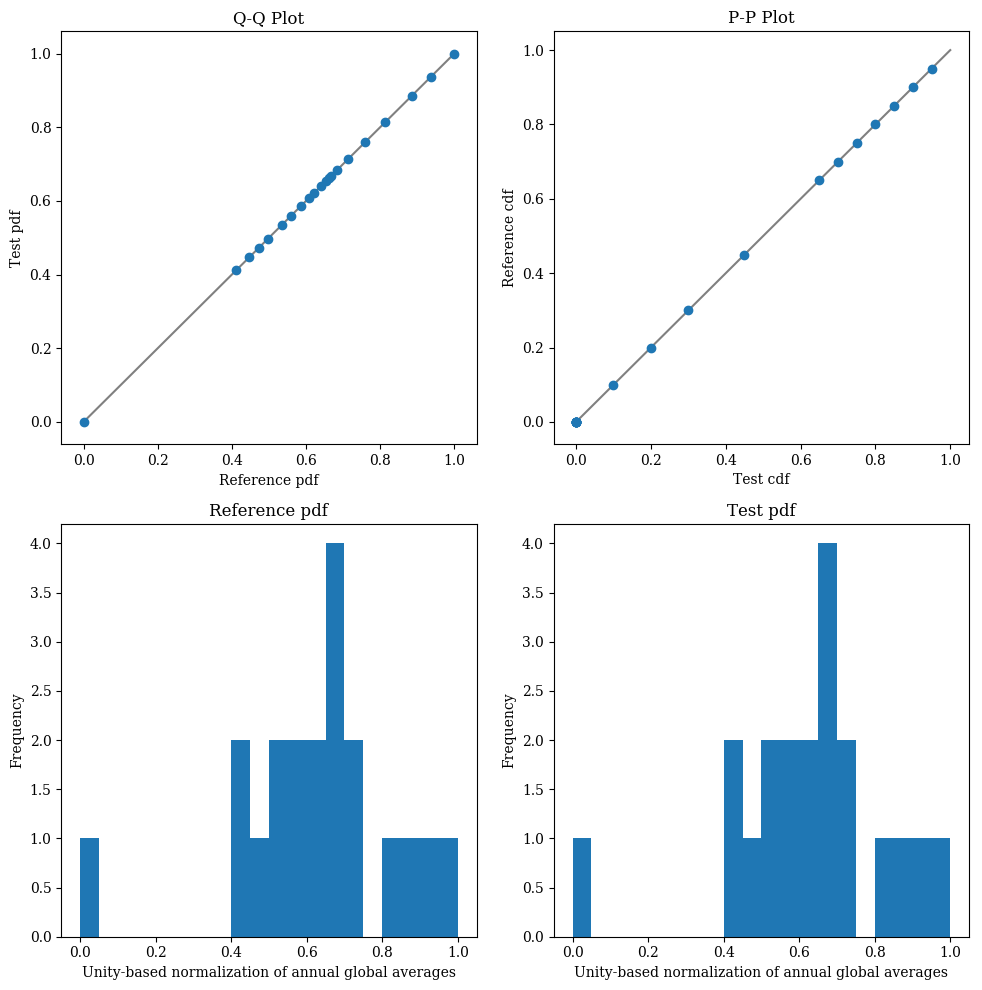 Q-Q Plot
1.0
0.8
0.6
0.4
0.2
0.0
Test pdf
0.0 0.2 0.4 0.6 0.8 1.0
Reference pdf
P-P Plot
1.0
0.8
0.6
0.4
0.2
0.0
Reference cdf
0.0 0.2 0.4 0.6 0.8 1.0
Test cdf
Reference pdf
4.0
3.5
3.0
2.5
2.0
1.5
1.0
0.5
0.0
Frequency
0.0 0.2 0.4 0.6 0.8 1.0
Unity-based normalization of annual global averages
Test pdf
4.0
3.5
3.0
2.5
2.0
1.5
1.0
0.5
0.0
Frequency
0.0 0.2 0.4 0.6 0.8 1.0
Unity-based normalization of annual global averages